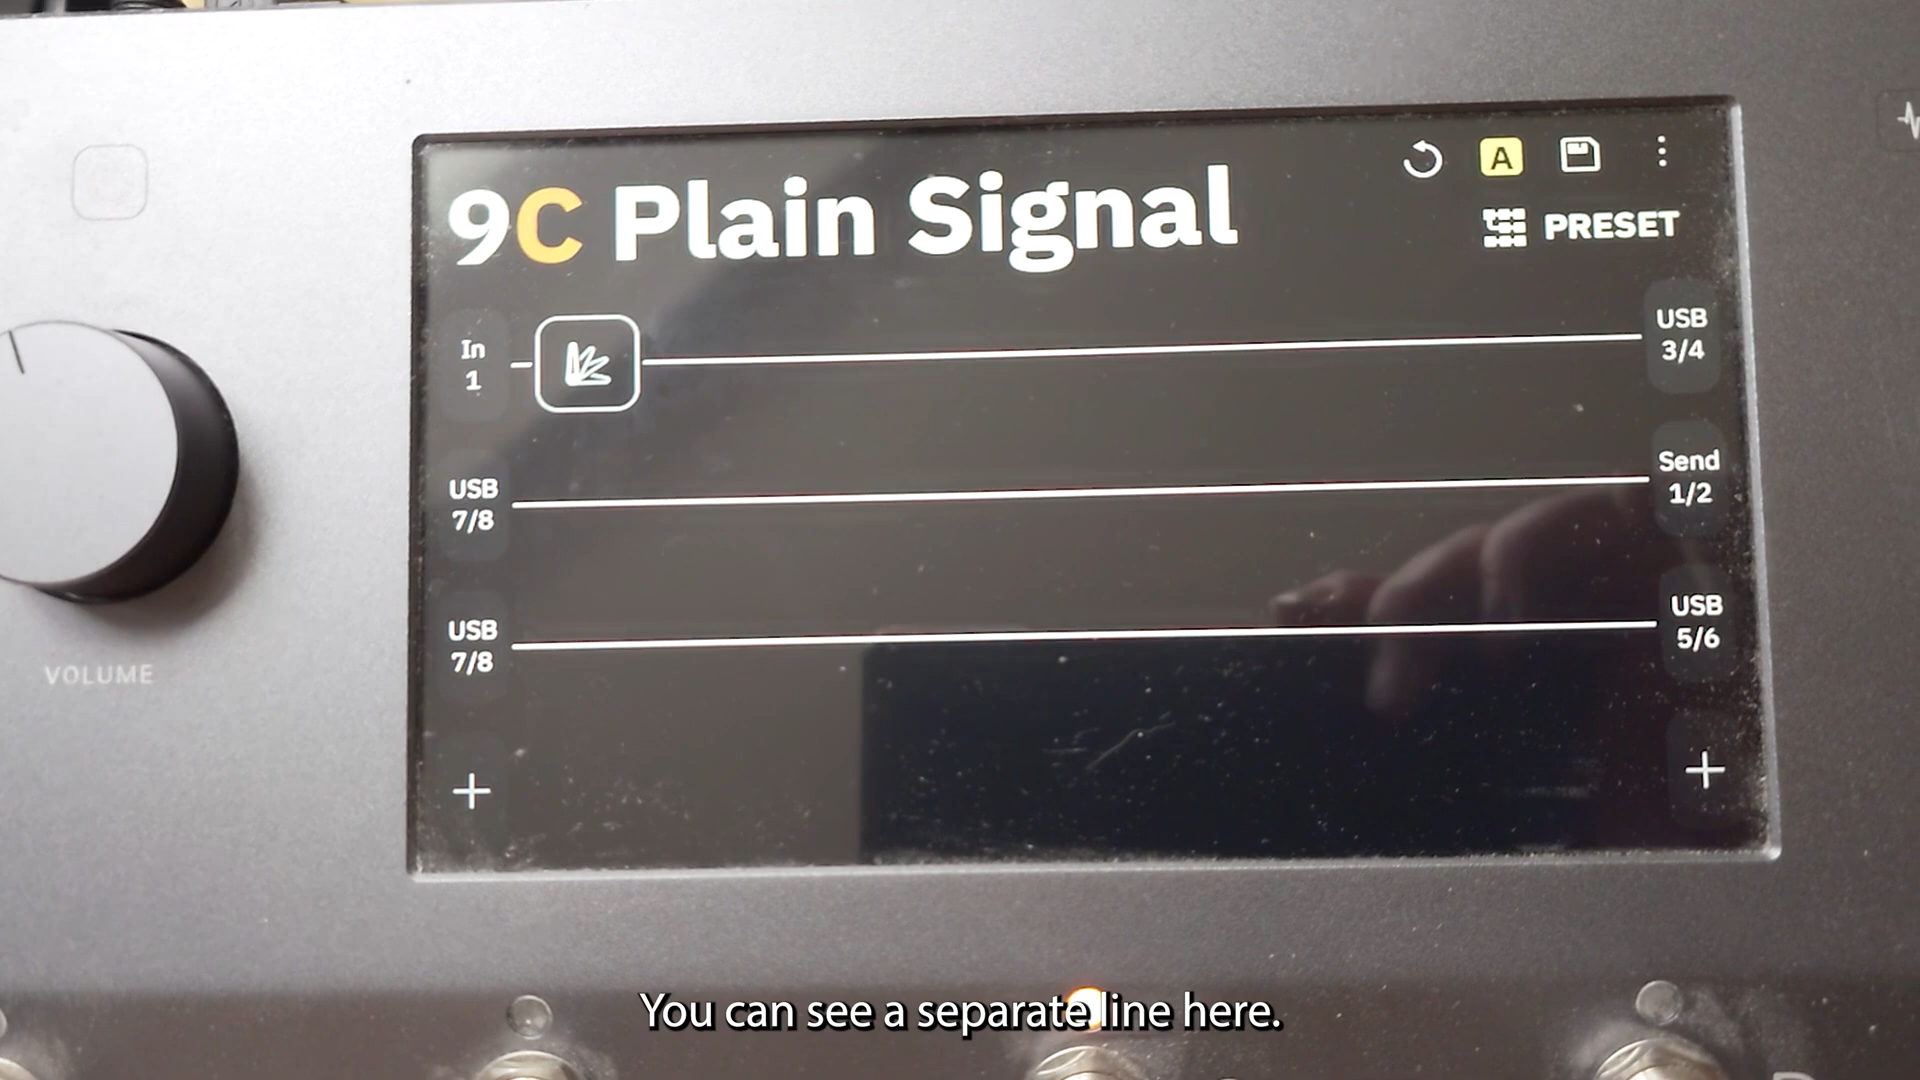 A
9C Plain Signal
PRESET
In
1
USB
3/4
USB
7/8
Send
1/2
USB
7/8
USB
5/6
VOLUME
You can see a separate line here.